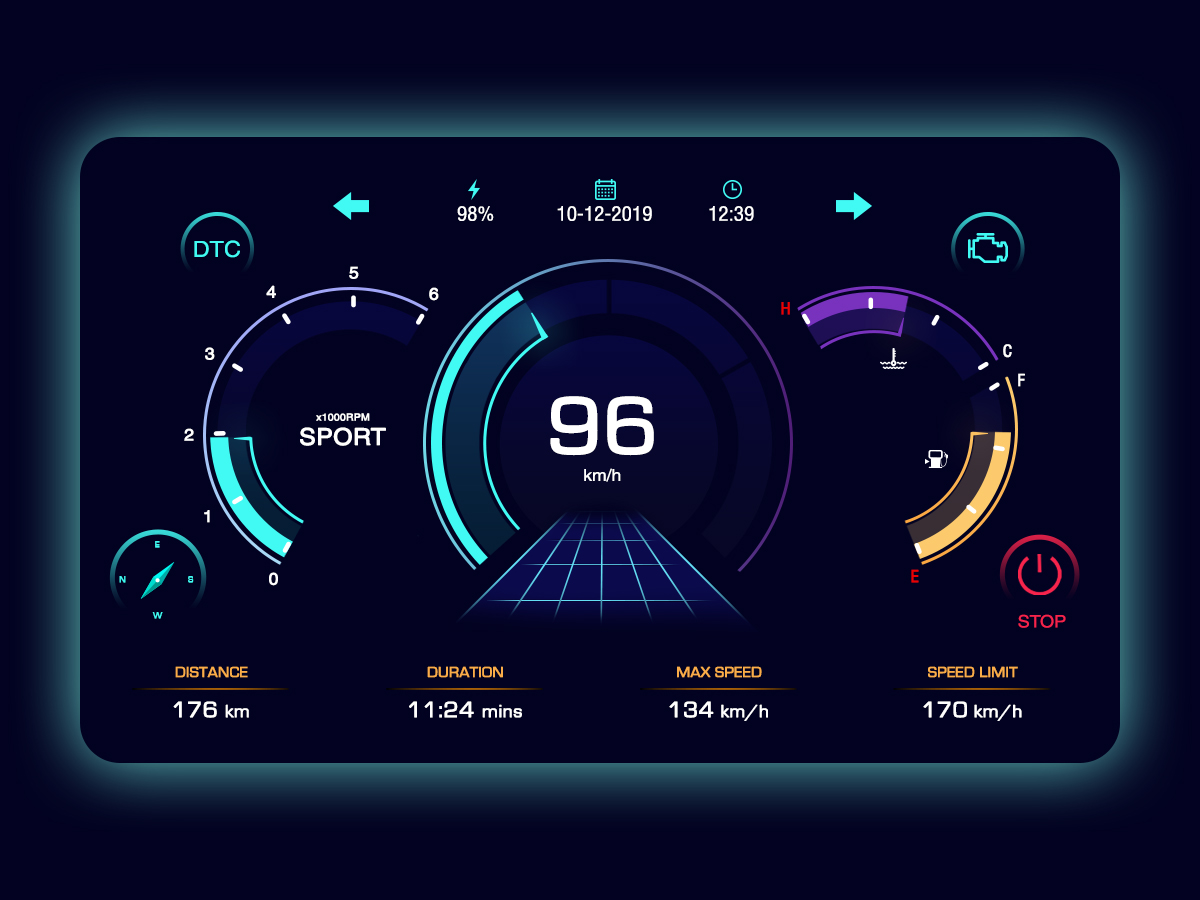 98%
10-12-2019
12:39
DTC
0
1
2
3
4
5
6
x1000RPM
SPORT
96
km/h
H
C
F
E
E
N
S
W
STOP
DISTANCE
176 km
DURATION
11:24 mins
MAX SPEED
134 km/h
SPEED LIMIT
170 km/h